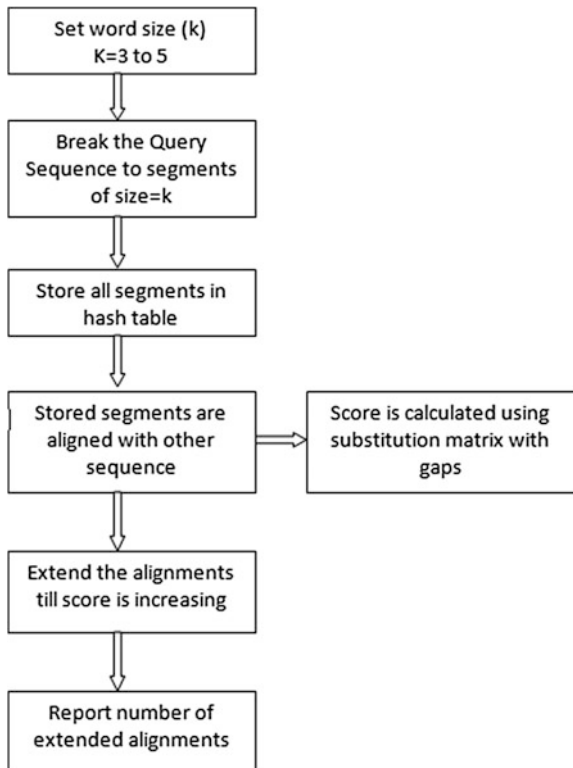 Set word size (k)
K=3 to 5
Break the Query
Sequence to segments
of size=k
Store all segments in
hash table
Stored segments are
aligned with other
sequence
Score is calculated using
substitution matrix with
gaps
Extend the alignments
till score is increasing
Report number of
extended alignments